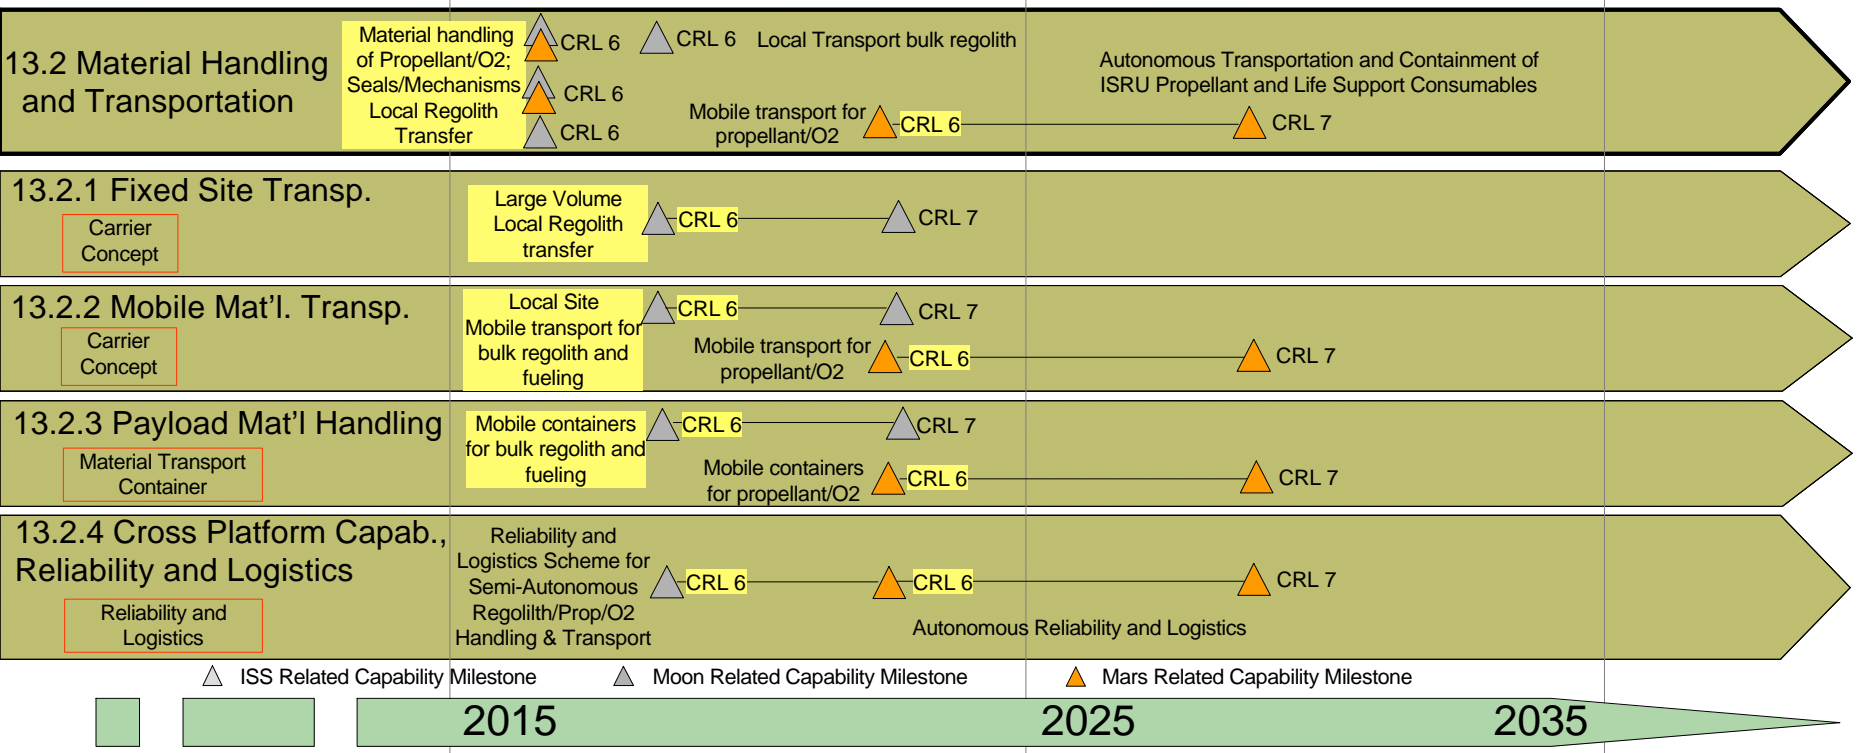 13.2 Material Handling
and Transportation
Material handling
of Propellant/O2;
Seals/Mechanisms
Local Regolith
Transfer
CRL 6
CRL 6
CRL 6
CRL 6
Local Transport bulk regolith
Mobile transport for
propellant/O2
CRL 6
Autonomous Transportation and Containment of
ISRU Propellant and Life Support Consumables
CRL 7
13.2.1 Fixed Site Transp.
Carrier
Concept
Large Volume
Local Regolith
transfer
CRL 6
CRL 7
13.2.2 Mobile Mat’l. Transp.
Carrier
Concept
Local Site
Mobile transport for
bulk regolith and
fueling
CRL 6
CRL 7
Mobile transport for
propellant/O2
CRL 6
CRL 7
13.2.3 Payload Mat’l Handling
Material Transport
Container
Mobile containers
for bulk regolith and
fueling
CRL 6
CRL 7
Mobile containers
for propellant/O2
CRL 6
CRL 7
13.2.4 Cross Platform Capab.,
Reliability and Logistics
Reliability and
Logistics
Reliability and
Logistics Scheme for
Semi-Autonomous
Regolilth/Prop/O2
Handling & Transport
CRL 6
CRL 6
CRL 7
Autonomous Reliability and Logistics
ISS Related Capability Milestone
Moon Related Capability Milestone
Mars Related Capability Milestone
2015
2025
2035